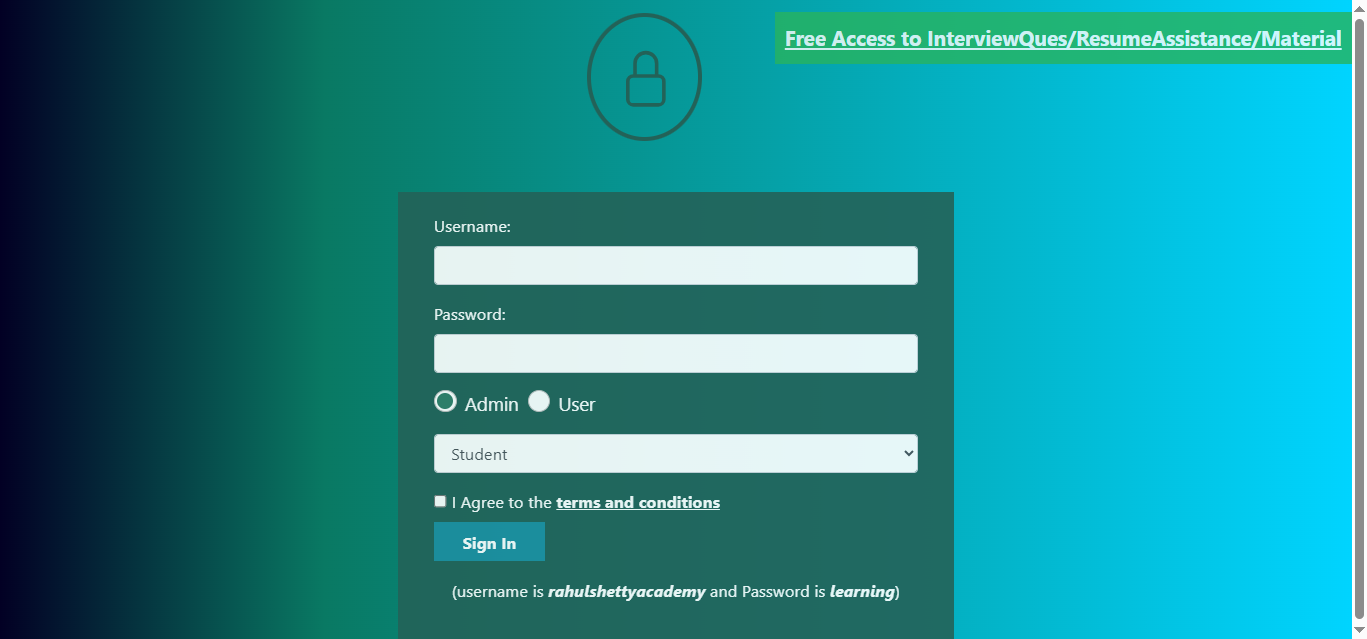 Free Access to InterviewQues/ResumeAssistance/Material
Username:
Password:
Admin User
Student
I Agree to the terms and conditions
Sign In
(username is rahulshettyacademy and Password is learning)